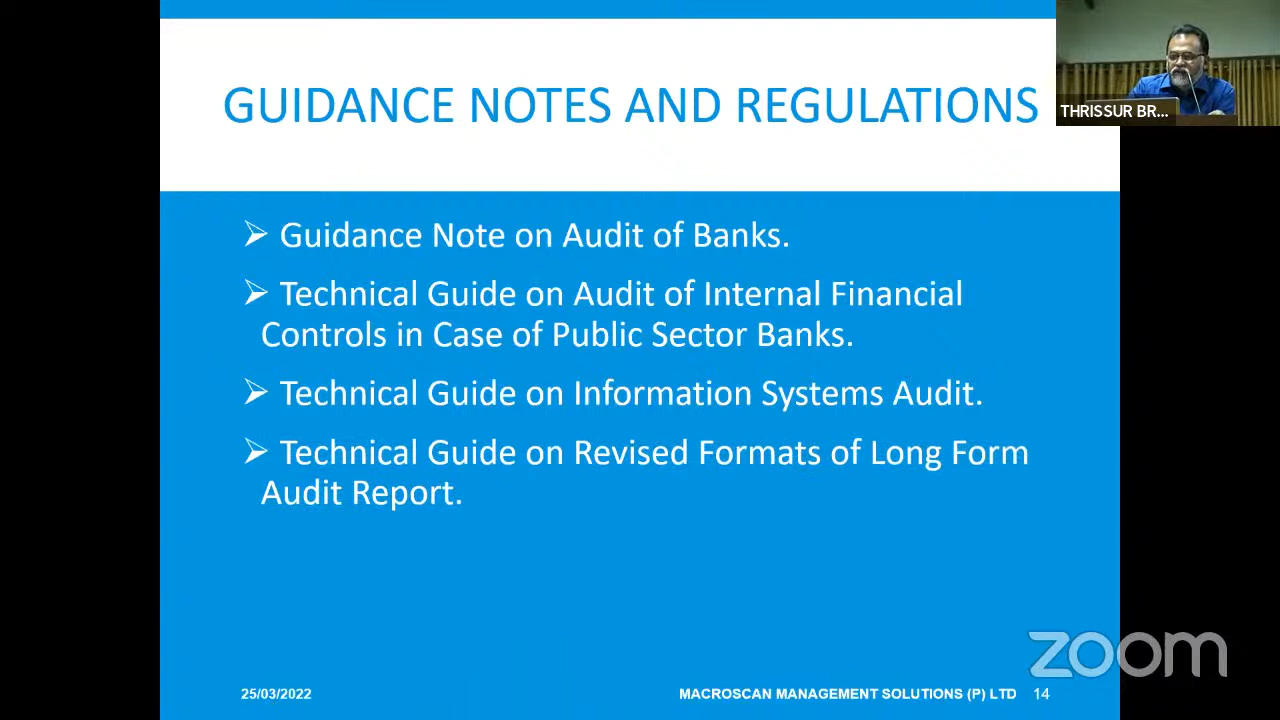 GUIDANCE NOTES AND REGULATIONS
THRISSUR BR...
➢ Guidance Note on Audit of Banks.
➢ Technical Guide on Audit of Internal Financial
Controls in Case of Public Sector Banks.
➢ Technical Guide on Information Systems Audit.
➢ Technical Guide on Revised Formats of Long Form
Audit Report.
zoom
25/03/2022
MACROSCAN MANAGEMENT SOLUTIONS (P) LTD 14